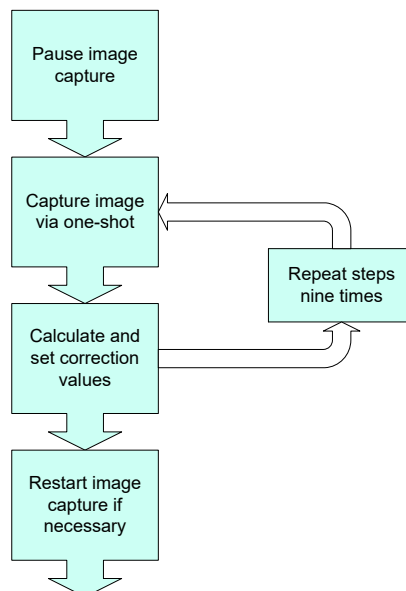 Pause image
capture
Capture image
via one-shot
Repeat steps
nine times
Calculate and
set correction
values
Restart image
capture if
necessary